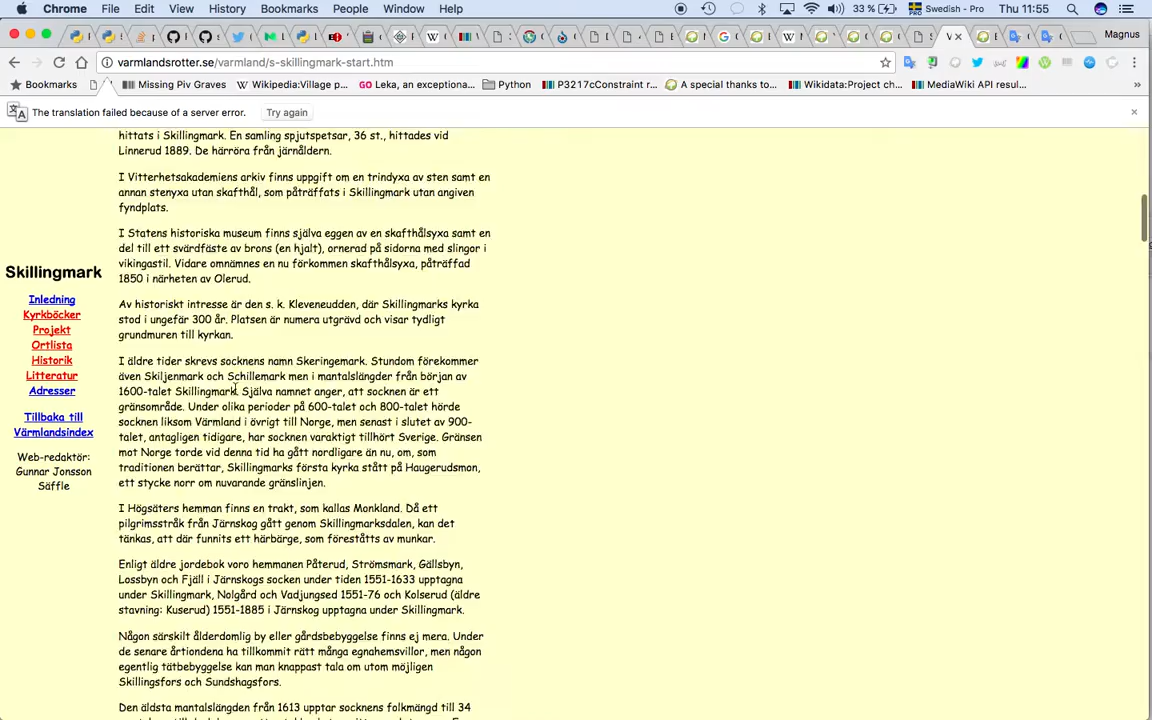 Chrome File Edit View History Bookmarks People Window Help
33 % Swedish - Pro Thu 11:55
Magnus
varmlandsrotter.se/varmland/s-skillingmark-start.htm
Bookmarks Missing Piv Graves Wikipedia:Village p... GO Leka, an exceptiona... Python P3217cConstraint r... A special thanks to... Wikidata:Project ch... MediaWiki API resul...
The translation failed because of a server error. Try again
hittats i Skillingmark. En samling spjutspetsar, 36 st., hittades vid
Linnerud 1889. De härröra från järnåldern.
I Vitterhetsakademiens arkiv finns uppgift om en trindyxa av sten samt en
annan stenyxa utan skafthål, som påträffats i Skillingmark utan angiven
fyndplats.
I Statens historiska museum finns själva eggen av en skafthålsyxa samt en
del till ett svärdfäste av brons (en hjalt), ornerad på sidorna med slingor i
vikingastil. Vidare omnämnes en nu förkommen skafthålsyxa, påträffad
1850 i närheten av Olerud.
Av historiskt intresse är den s. k. Kleveneudden, där Skillingmarks kyrka
stod i ungefär 300 år. Platsen är numera utgrävd och visar tydligt
grundmuren till kyrkan.
I äldre tider skrevs socknens namn Skeringemark. Stundom förekommer
även Skiljenmark och Schillemark men i mantalslängder från början av
1600-talet Skillingmark. Själva namnet anger, att socknen är ett
gränsområde. Under olika perioder på 600-talet och 800-talet hörde
socknen liksom Värmland i övrigt till Norge, men senast i slutet av 900-
talet, antagligen tidigare, har socknen varaktigt tillhört Sverige. Gränsen
mot Norge torde vid denna tid ha gått nordligare än nu, om, som
traditionen berättar, Skillingmarks första kyrka stått på Haugerudsmon,
ett stycke norr om nuvarande gränslinjen.
I Högsäters hemman finns en trakt, som kallas Monkland. Då ett
pilgrimsstråk från Järnskog gått genom Skillingmarksdalen, kan det
tänkas, att där funnits ett härbärge, som föreståtts av munkar.
Enligt äldre jordebok voro hemmanen Påterud, Strömsmark, Gällsbyn,
Lossbyn och Fjäll i Järnskogs socken under tiden 1551-1633 upptagna
under Skillingmark, Nolgård och Vadjungsed 1551-76 och Kolserud (äldre
stavning: Kuserud) 1551-1885 i Järnskog upptagna under Skillingmark.
Någon särskilt ålderdomlig by eller gårdsbebyggelse finns ej mera. Under
de senare årtiondena ha tillkommit rätt många egnahemsvillor, men någon
egentlig tätbebyggelse kan man knappast tala om utom möjligen
Skillingsfors och Sundshagsfors.
Den äldsta mantalslängden från 1613 upptar socknens folkmängd till 34
Skillingmark
Inledning
Kyrkböcker
Projekt
Ortlista
Historik
Litteratur
Adresser
Tillbaka till
Värmlandsindex
Web-redaktör:
Gunnar Jonsson
Säffle